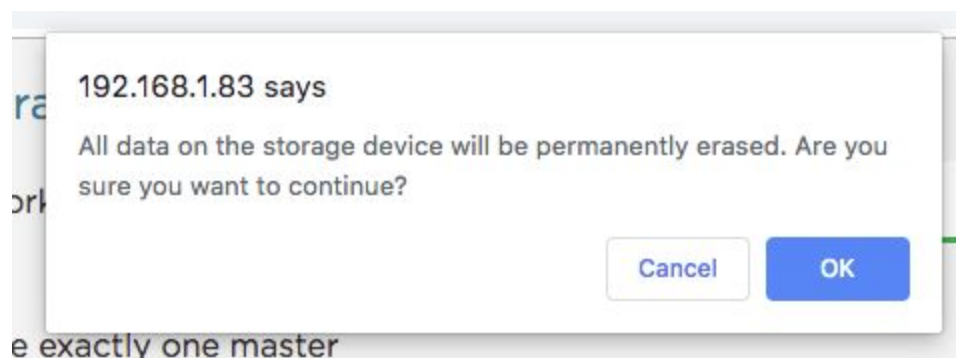 192.168.1.83 says
All data on the storage device will be permanently erased. Are you
sure you want to continue?
Cancel OK
exactly one master